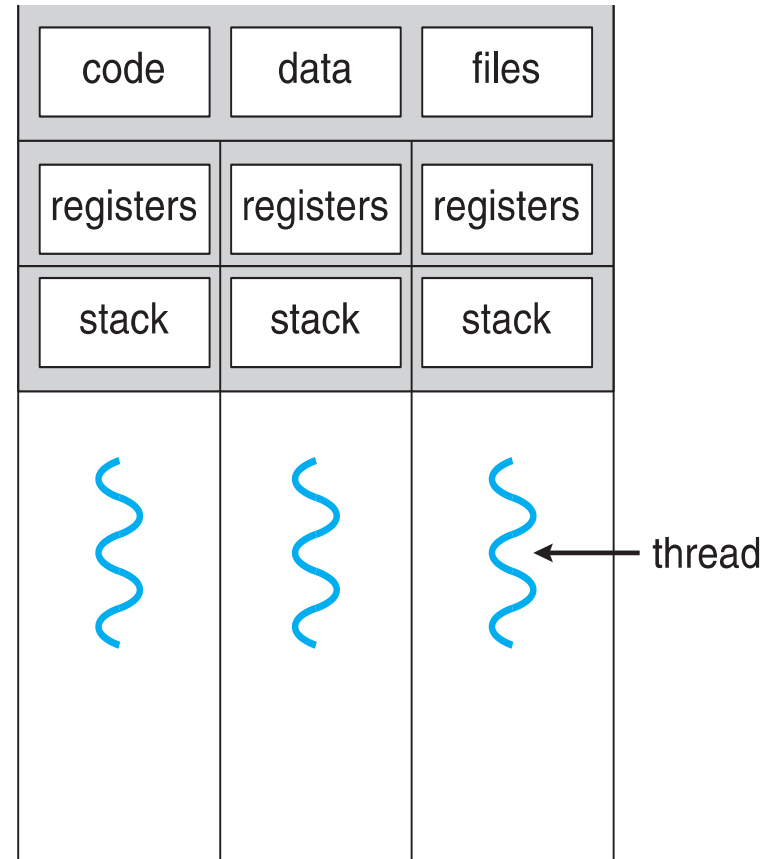 code data files
registers registers registers
stack stack stack
thread